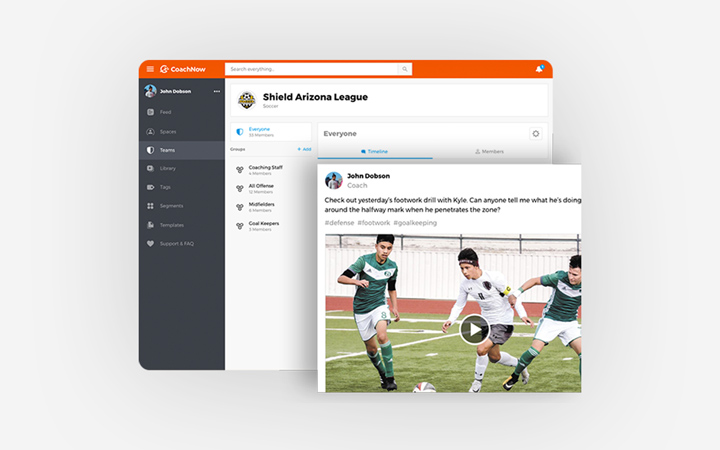 CoachNow
Search everything...
John Dobson
Feed
Spaces
Teams
Library
Tags
Segments
Templates
Support & FAQ
Shield Arizona League
Soccer
Everyone
53 Members
Groups
+ Add
Coaching Staff
4 Members
All Offense
12 Members
Midfielders
8 Members
Goal Keepers
3 Members
Everyone
Timeline
Members
John Dobson
Coach
Check out yesterday's footwork drill with Kyle. Can anyone tell me what he's doing
around the halfway mark when he penetrates the zone?
#defense #footwork #goalkeeping
8
8